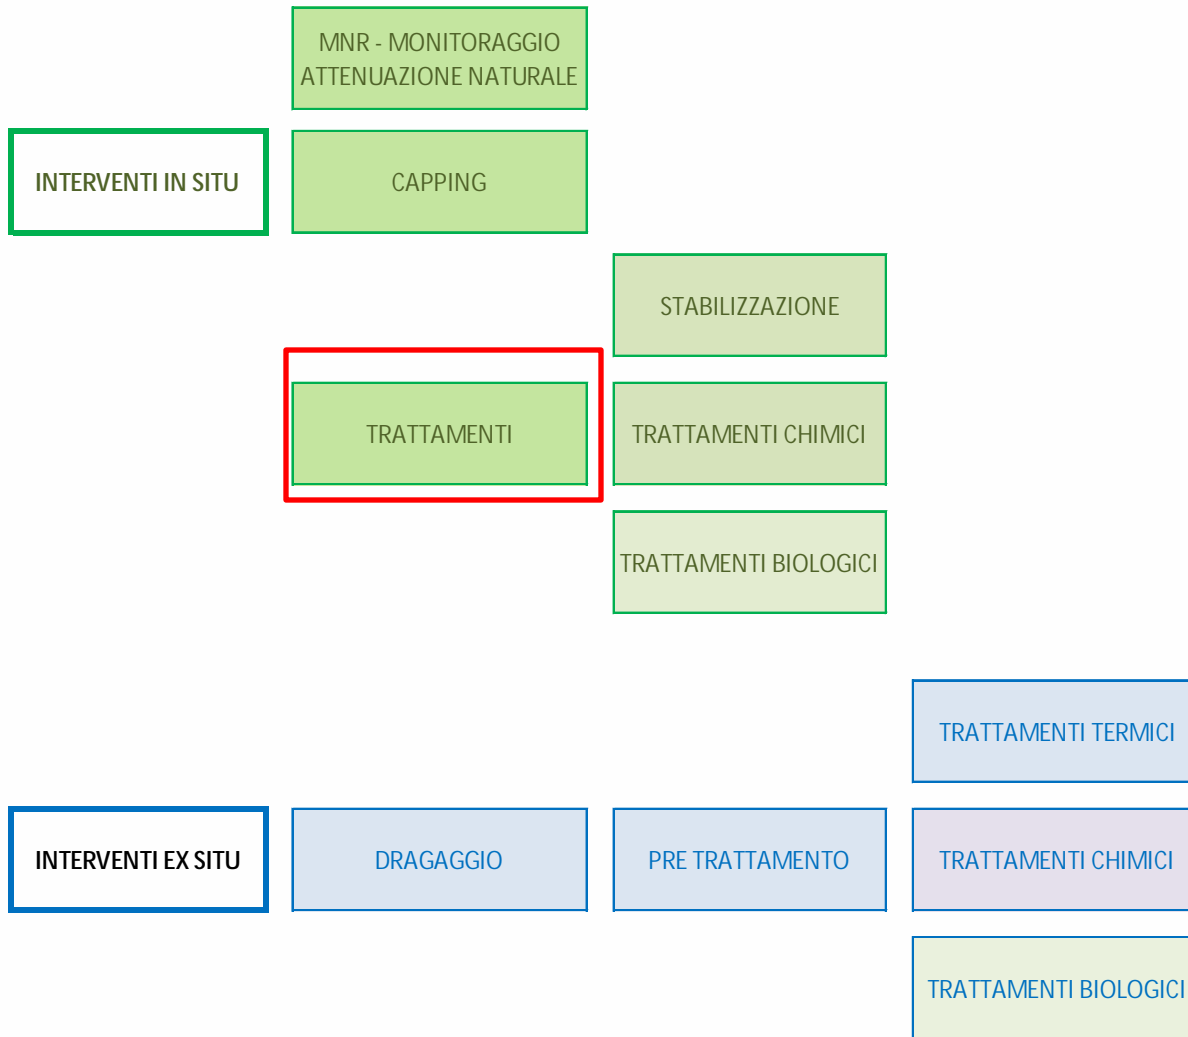 MNR - MONITORAGGIO
ATTENUAZIONE NATURALE
INTERVENTI IN SITU
CAPPING
STABILIZZAZIONE
TRATTAMENTI
TRATTAMENTI CHIMICI
TRATTAMENTI BIOLOGICI
TRATTAMENTI TERMICI
INTERVENTI EX SITU
DRAGAGGIO
PRE TRATTAMENTO
TRATTAMENTI CHIMICI
TRATTAMENTI BIOLOGICI